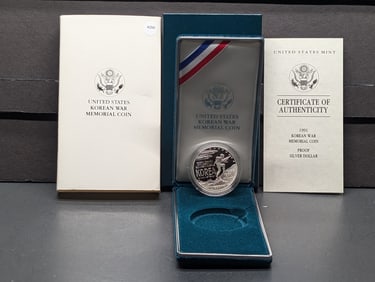 UNITED STATES
KOREAN WAR
MEMORIAL COIN
UNITED STATES
KOREAN WAR
MEMORIAL COIN
KOREA
UNITED STATES MINT
CERTIFICATE OF
AUTHENTICITY
1991
KOREAN WAR
MEMORIAL COIN
PROOF
SILVER DOLLAR